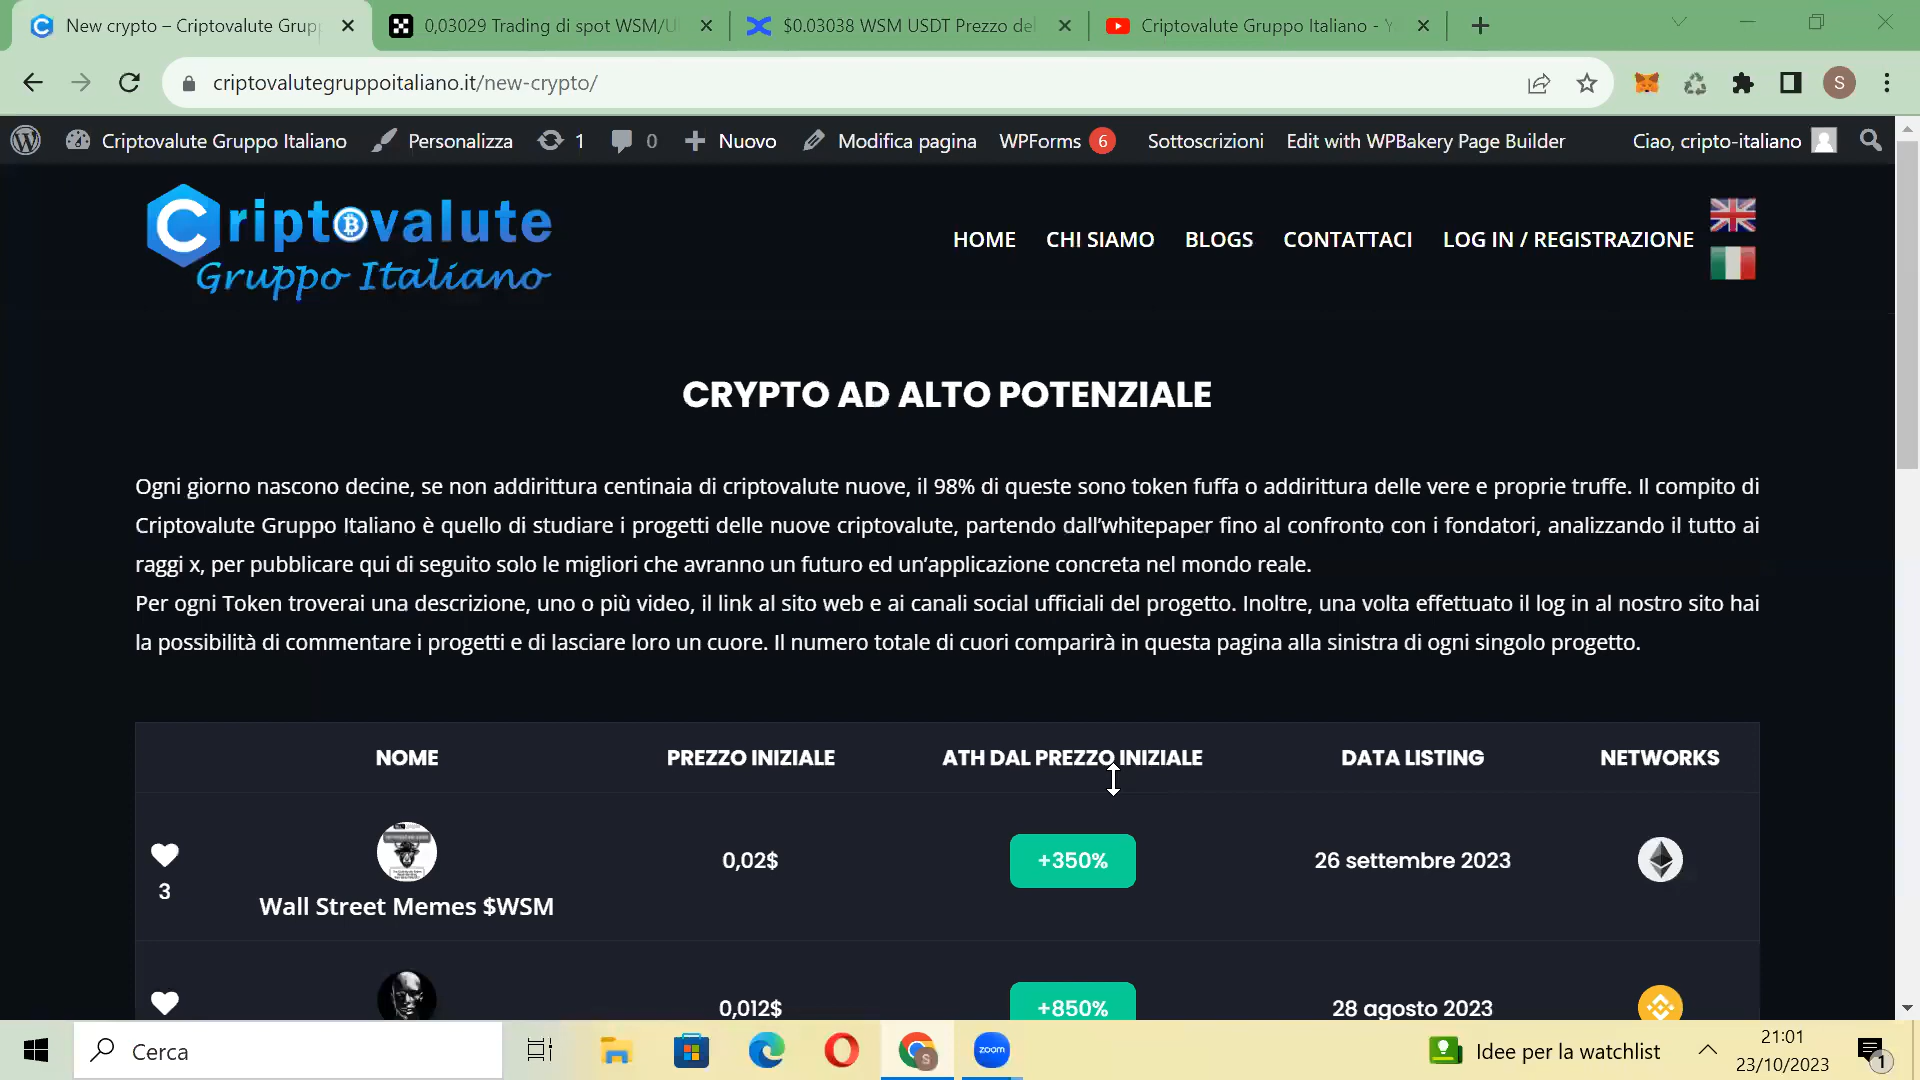 New crypto – Criptovalute Grup
0,03029 Trading di spot WSM/U
$0.03038 WSM USDT Prezzo de
Criptovalute Gruppo Italiano - Y
criptovalutegruppoitaliano.it/new-crypto/
S
Criptovalute Gruppo Italiano
Personalizza
1
0
Nuovo
Modifica pagina
WPForms 6
Sottoscrizioni
Edit with WPBakery Page Builder
Ciao, cripto-italiano
Criptovalute
Gruppo Italiano
HOME
CHI SIAMO
BLOGS
CONTATTACI
LOG IN / REGISTRAZIONE
CRYPTO AD ALTO POTENZIALE
Ogni giorno nascono decine, se non addirittura centinaia di criptovalute nuove, il 98% di queste sono token fuffa o addirittura delle vere e proprie truffe. Il compito di
Criptovalute Gruppo Italiano è quello di studiare i progetti delle nuove criptovalute, partendo dall’whitepaper fino al confronto con i fondatori, analizzando il tutto ai
raggi x, per pubblicare qui di seguito solo le migliori che avranno un futuro ed un’applicazione concreta nel mondo reale.
Per ogni Token troverai una descrizione, uno o più video, il link al sito web e ai canali social ufficiali del progetto. Inoltre, una volta effettuato il log in al nostro sito hai
la possibilità di commentare i progetti e di lasciare loro un cuore. Il numero totale di cuori comparirà in questa pagina alla sinistra di ogni singolo progetto.
NOME
PREZZO INIZIALE
ATH DAL PREZZO INIZIALE
DATA LISTING
NETWORKS
3
Wall Street Memes $WSM
0,02$
+350%
26 settembre 2023
0,012$
+850%
28 agosto 2023
Cerca
S
zoom
Idee per la watchlist
21:01
23/10/2023
1